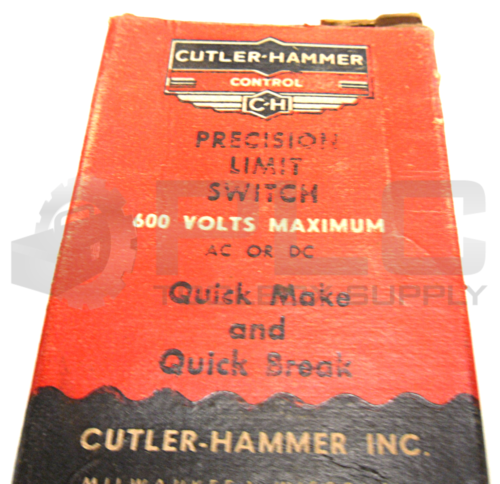 CUTLER-HAMMER
CONTROL
C-H
PRECISION
LIMIT
SWITCH
600 VOLTS MAXIMUM
AC OR DC
Quick Make
and
Quick Break
CUTLER-HAMMER INC.